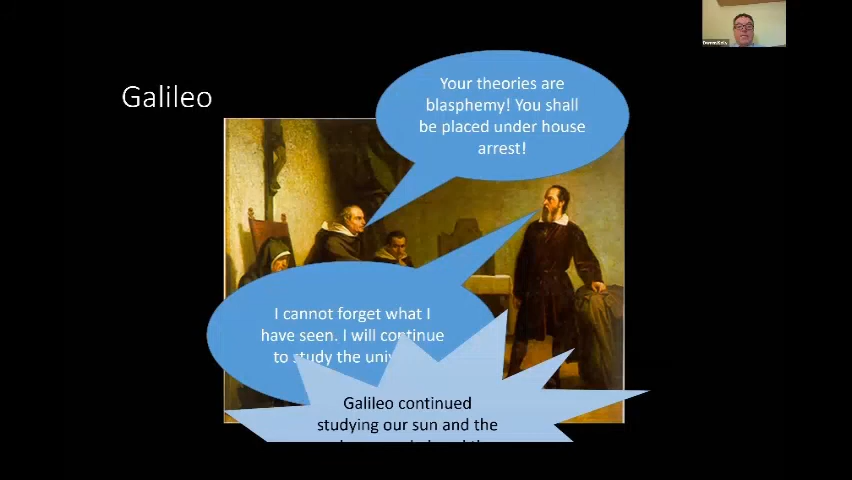 Galileo
Your theories are
blasphemy! You shall
be placed under house
arrest!
I cannot forget what I
have seen. I will continue
to study the
Galileo continued
studying our sun and the